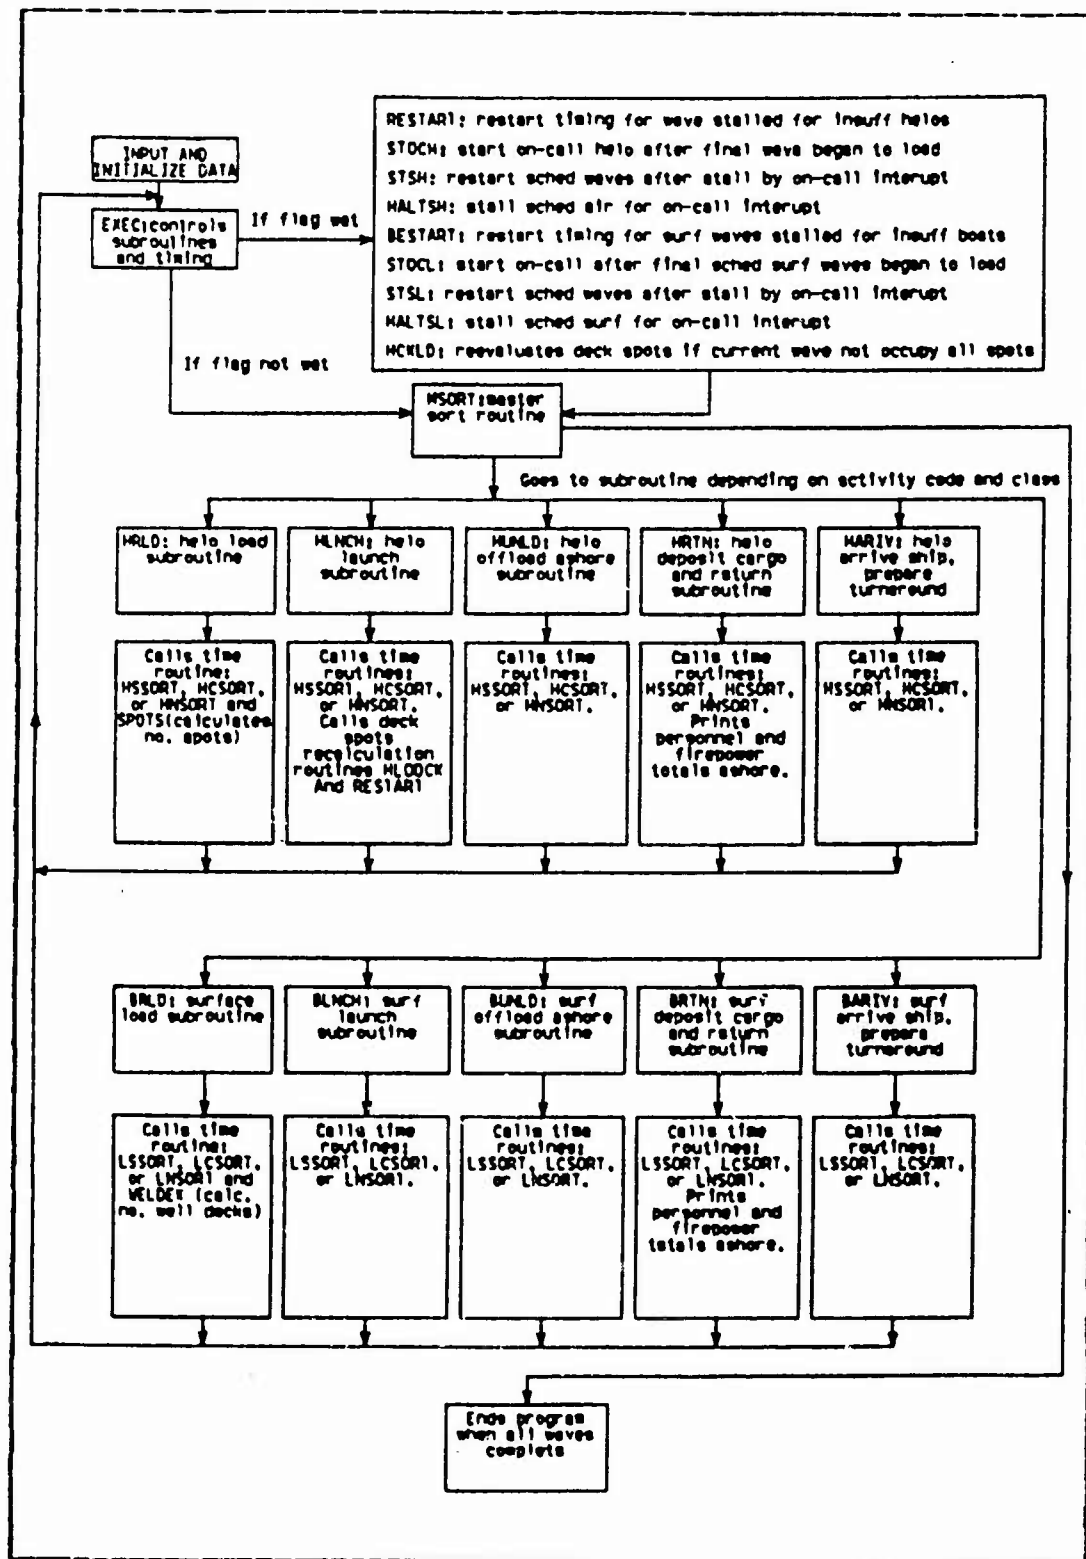 INPUT AND
INITIALIZE DATA
EXEC:controls
subroutines
and timing
If flag wet
If flag not wet
RESTART: restart timing for wave stalled for insuff helos
STOCH: start on-call helo after final wave began to load
STSH: restart sched waves after stall by on-call interupt
HALTSH: stall sched air for on-call interupt
BESTART: restart timing for surf waves stalled for insuff boats
STOCL: start on-call after final sched surf waves began to load
STSL: restart sched waves after stall by on-call interupt
HALTSL: stall sched surf for on-call interupt
HCKLD: reevaluates deck spots if current wave not occupy all spots
MSORT:master
sort routine
Goes to subroutine depending on activity code and class
HRLD: helo load
subroutine
HLNCH: helo
launch
subroutine
HUNLD: helo
offload ashore
subroutine
HRTN: helo
deposit cargo
and return
subroutine
HARIV: helo
arrive ship,
prepare
turnaround
Calls time
routine:
HSSORT, HCSORT,
or HNSORT and
SPOTS(calculates
no. spots)
Calls time
routines:
HSSORT, HCSORT,
or HNSORT.
Calls deck
spots
recalculation
routines HLDDCK
And RESTART
Calls time
routines:
HSSORT, HCSORT,
or HNSORT.
Calls time
routines:
HSSORT, HCSORT,
or HNSORT.
Prints
personnel and
firepower
totals ashore.
Calls time
routines:
HSSORT, HCSORT,
or HNSORT.
BRLD: surface
load subroutine
BLNCH: surf
launch
subroutine
BUNLD: surf
offload ashore
subroutine
BRTN: surf
deposit cargo
and return
subroutine
BARIV: surf
arrive ship,
prepare
turnaround
Calls time
routine:
LSSORT, LCSORT,
or LNSORT and
WELDEK (calc.
no. well decks)
Calls time
routines:
LSSORT, LCSORT,
or LNSORT.
Calls time
routines:
LSSORT, LCSORT,
or LNSORT.
Calls time
routines:
LSSORT, LCSORT,
or LNSORT.
Prints
personnel and
firepower
totals ashore.
Calls time
routines:
LSSORT, LCSORT,
or LNSORT.
Ends program
when all waves
complete